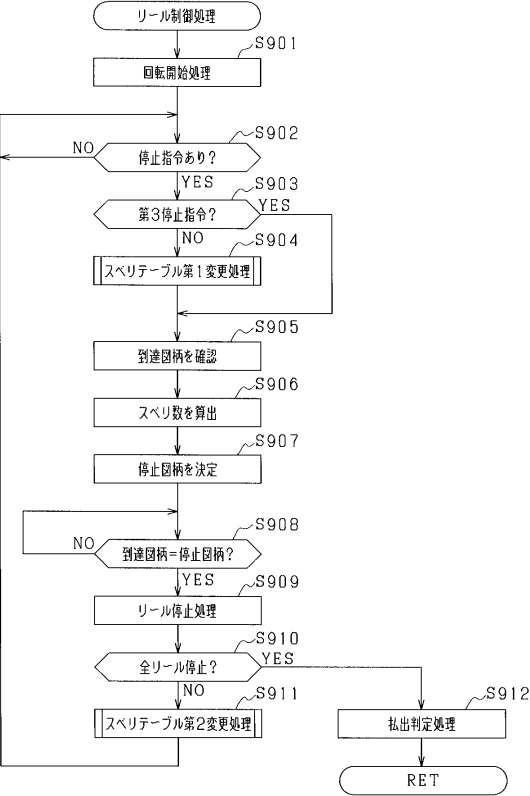 リール制御処理
S901
回転開始処理
S902
停止指令あり?
NO
YES
S903
第3停止指令?
YES
NO
S904
スベリテーブル第1変更処理
S905
到達図柄を確認
S906
スベリ数を算出
S907
停止図柄を決定
S908
到達図柄=停止図柄?
NO
YES
S909
リール停止処理
S910
全リール停止?
YES
NO
S911
スベリテーブル第2変更処理
S912
払出判定処理
RET